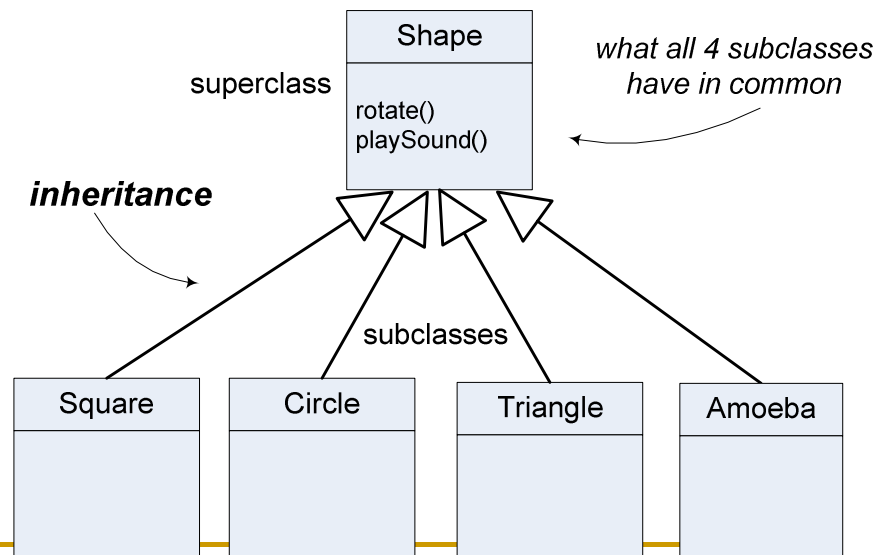 Shape
what all 4 subclasses
have in common
superclass
rotate()
playSound()
inheritance
subclasses
Square
Circle
Triangle
Amoeba